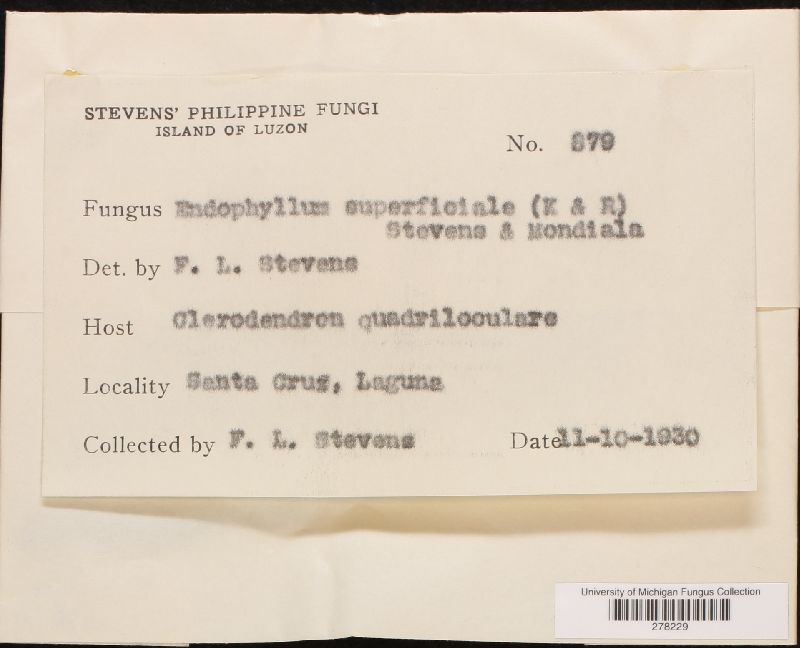 STEVENS' PHILIPPINE FUNGI
ISLAND OF LUZON
No. 879
Fungus Endophyllum superficiale (K & R)
Stevens & Mondiala
Det. by F. L. Stevens
Host Clerodendron quadriloculare
Locality Santa Cruz, Laguna
Collected by F. L. Stevens Date 11-10-1930
University of Michigan Fungus Collection
278229